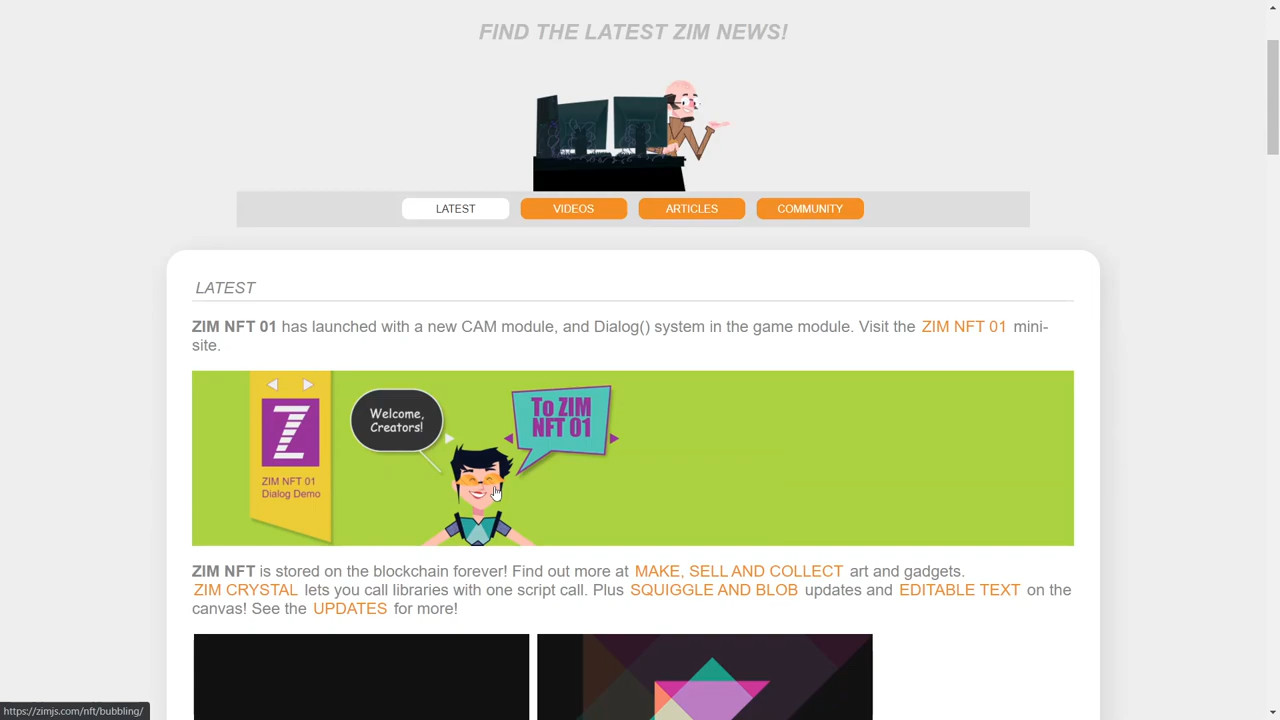 FIND THE LATEST ZIM NEWS!
LATEST
VIDEOS
ARTICLES
COMMUNITY
LATEST
ZIM NFT 01 has launched with a new CAM module, and Dialog() system in the game module. Visit the ZIM NFT 01 mini-
site.
Welcome,
Creators!
To ZIM
NFT 01
Z
ZIM NFT 01
Dialog Demo
ZIM NFT is stored on the blockchain forever! Find out more at MAKE, SELL AND COLLECT art and gadgets.
ZIM CRYSTAL lets you call libraries with one script call. Plus SQUIGGLE AND BLOB updates and EDITABLE TEXT on the
canvas! See the UPDATES for more!
https://zimjs.com/nft/bubbling/